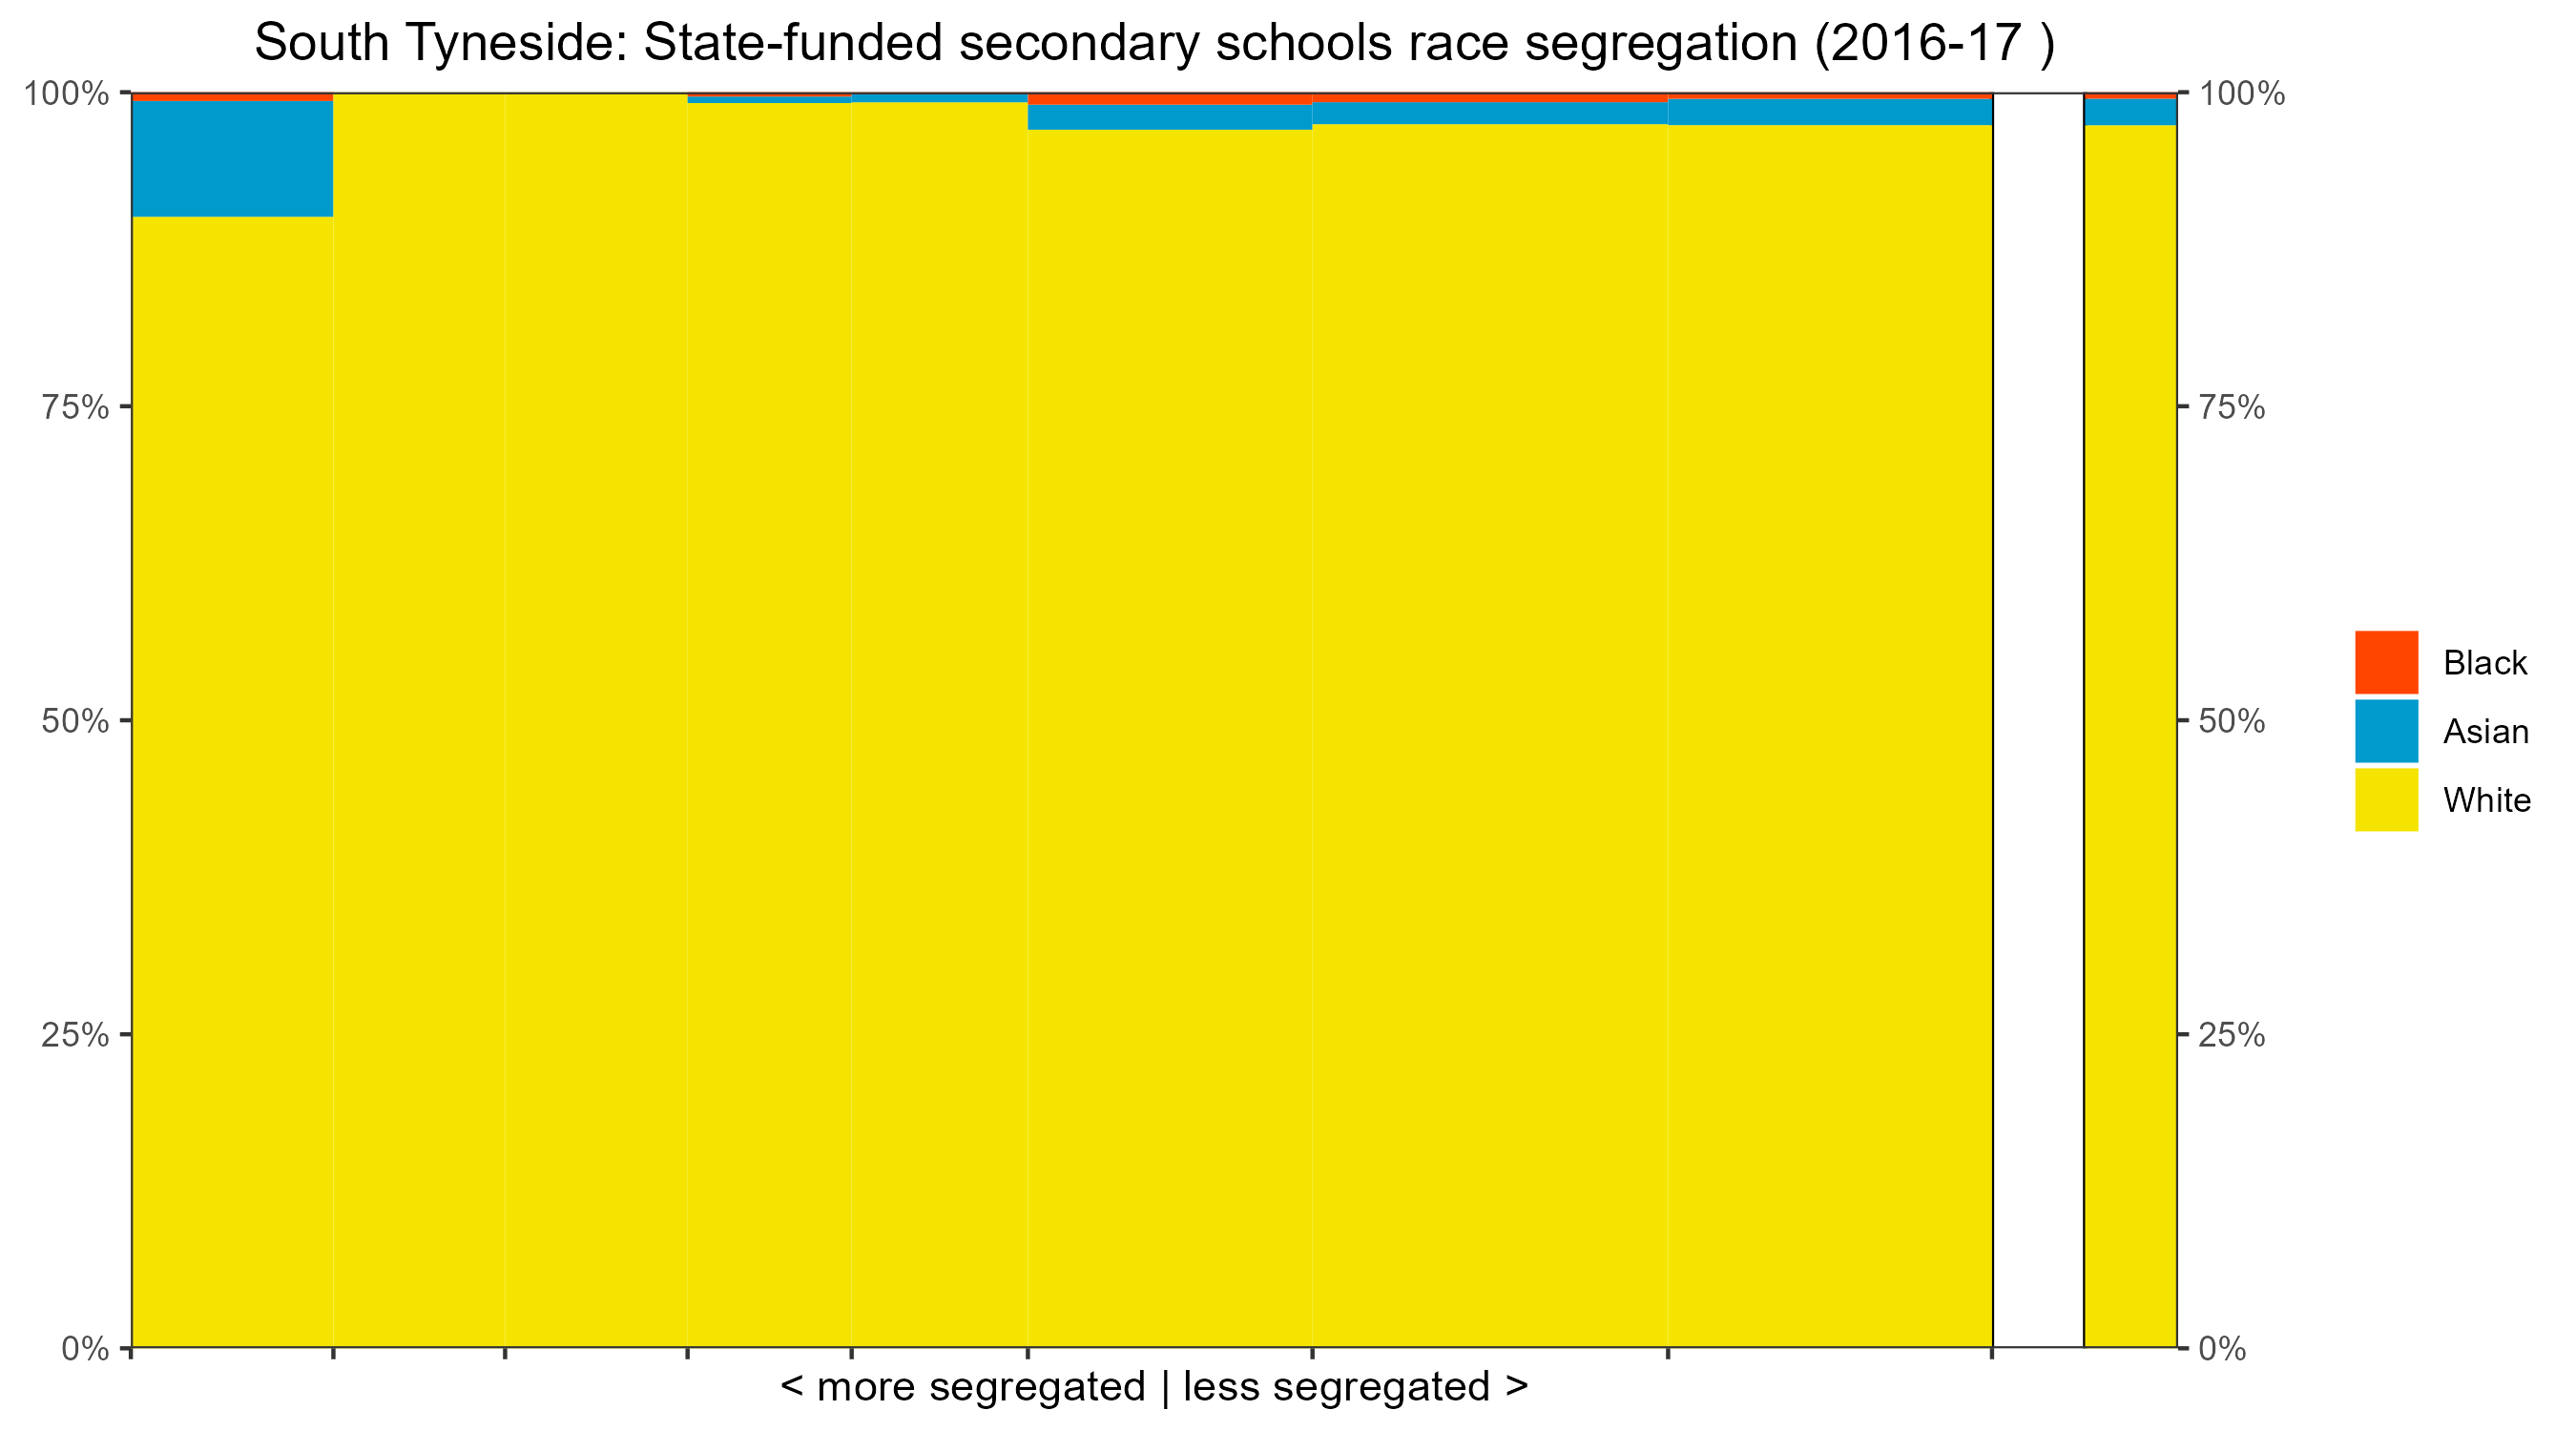 South Tyneside: State-funded secondary schools race segregation (2016-17 )
100%
75%
50%
25%
0%
100%
75%
50%
25%
0%
Black
Asian
White
< more segregated | less segregated >